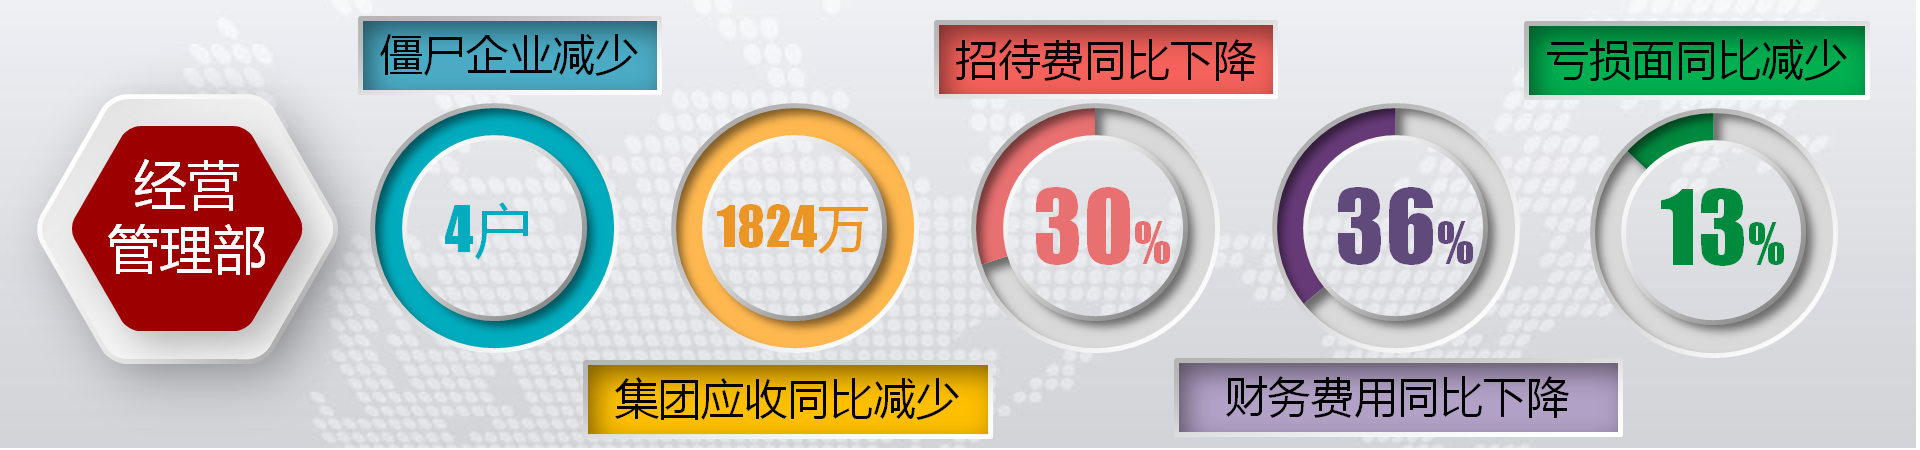 经营
管理部
僵尸企业减少
4户
1824万
集团应收同比减少
招待费同比下降
30%
36%
财务费用同比下降
亏损面同比减少
13%